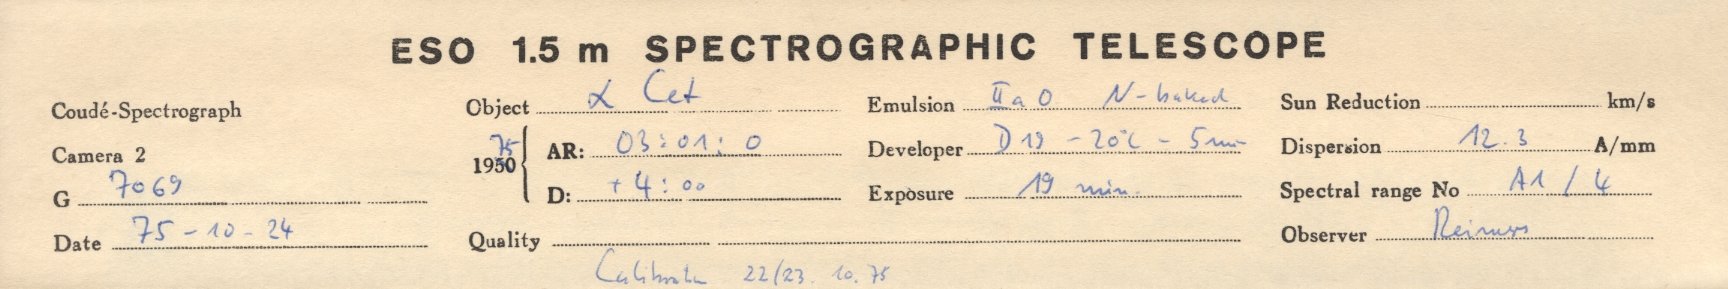 ESO 1.5 m SPECTROGRAPHIC TELESCOPE
Coudé-Spectrograph Object α Cet Emulsion IIa O N-baked Sun Reduction km/s
Camera 2 1950 75 AR: 03:01:0 Developer D19 - 20°C - 5 min Dispersion 12.3 A/mm
G 7069 D: +4:00 Exposure 19 min. Spectral range No A1/4
Date 75-10-24 Quality Observer Reimers
Calibration 22/23. 10. 75